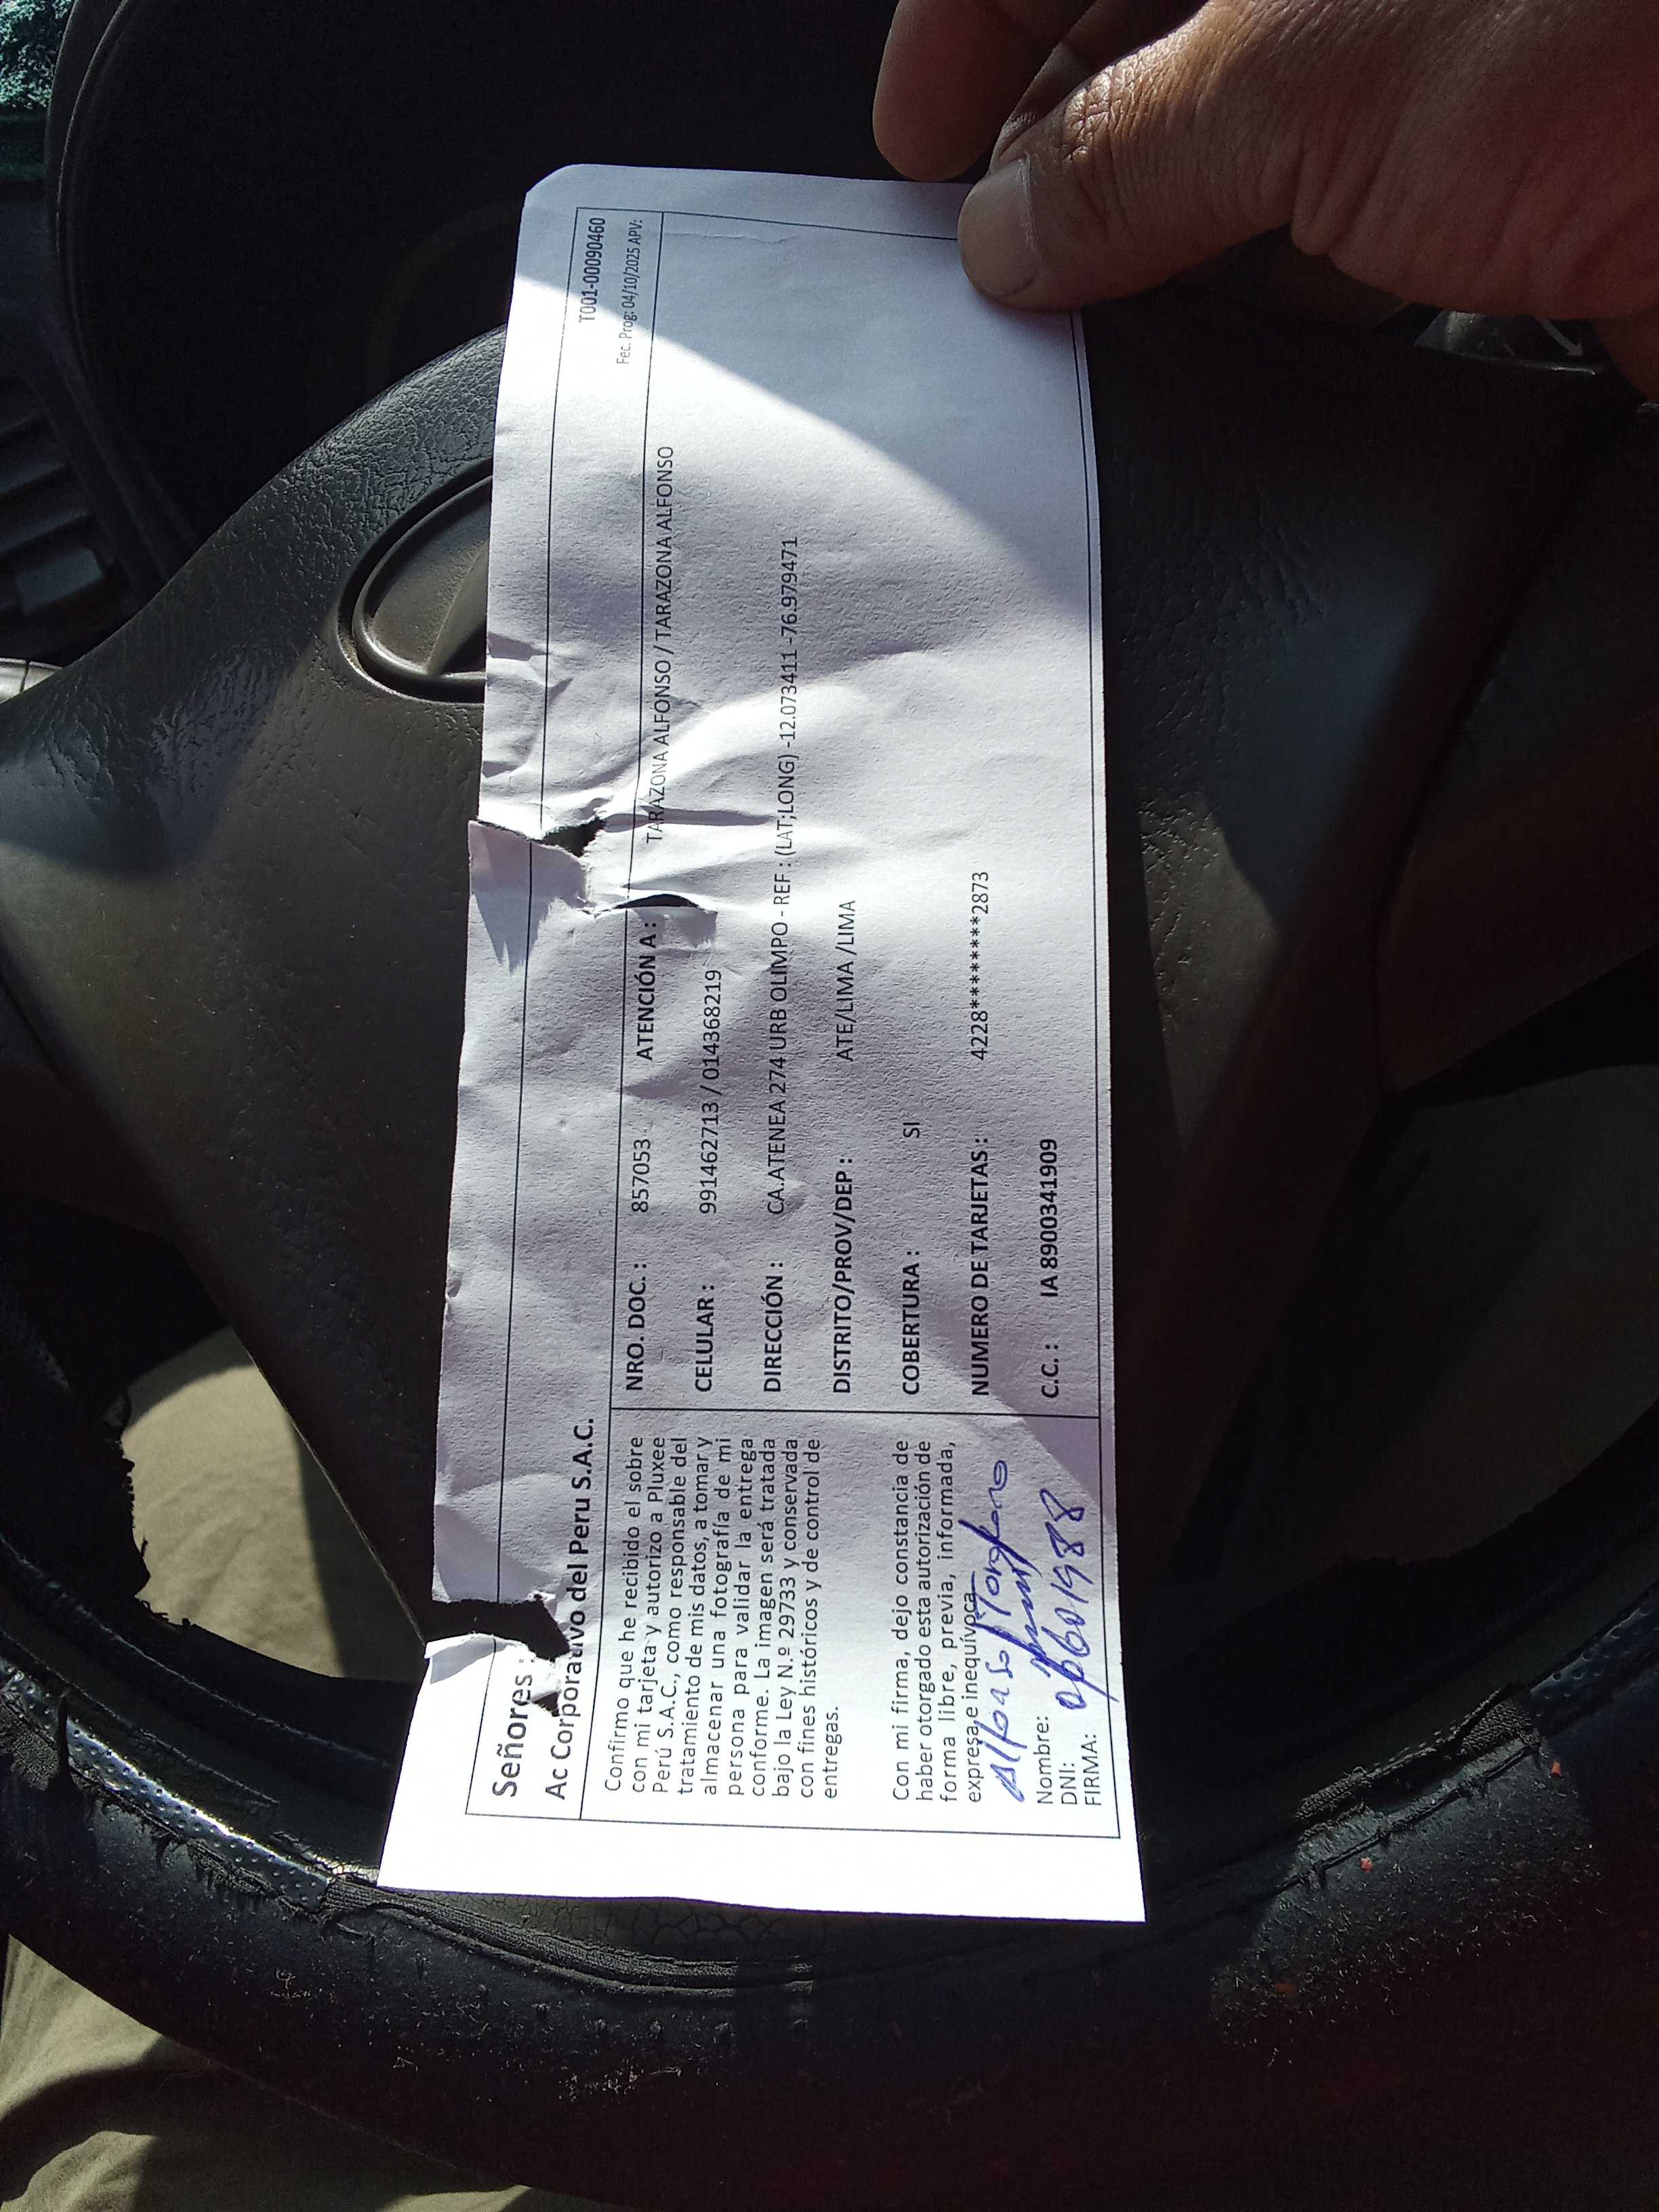 Señores :
Ac Corporativo del Peru S.A.C.
T001-00090460
Fec. Prog: 04/10/2025 APV:
Confirmo que he recibido el sobre
con mi tarjeta y autorizo a Pluxee
Perú S.A.C., como responsable del
tratamiento de mis datos, a tomar y
almacenar una fotografía de mi
persona para validar la entrega
conforme. La imagen será tratada
bajo la Ley N.º 29733 y conservada
con fines históricos y de control de
entregas.
Con mi firma, dejo constancia de
haber otorgado esta autorización de
forma libre, previa, informada,
expresa e inequívoca.
Alfonso
Nombre:
DNI: 06601988
FIRMA:
NRO. DOC. : 857053 ATENCIÓN A : TARAZONA ALFONSO / TARAZONA ALFONSO
CELULAR : 991462713 / 014368219
DIRECCIÓN : CA.ATENEA 274 URB OLIMPO - REF : (LAT;LONG) -12.073411 -76.979471
DISTRITO/PROV/DEP : ATE/LIMA /LIMA
COBERTURA : SI
NUMERO DE TARJETAS : 4228*********2873
C.C. : IA 8900341909